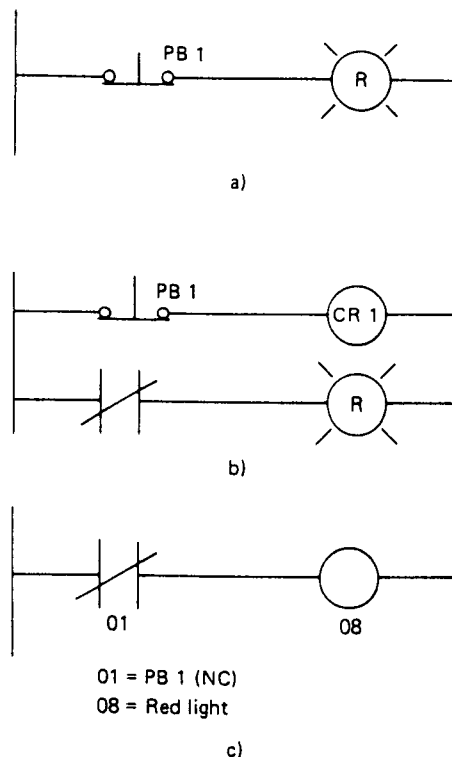 PB 1
R
a)
PB 1
CR 1
R
b)
01
08
01 = PB 1 (NC)
08 = Red light
c)